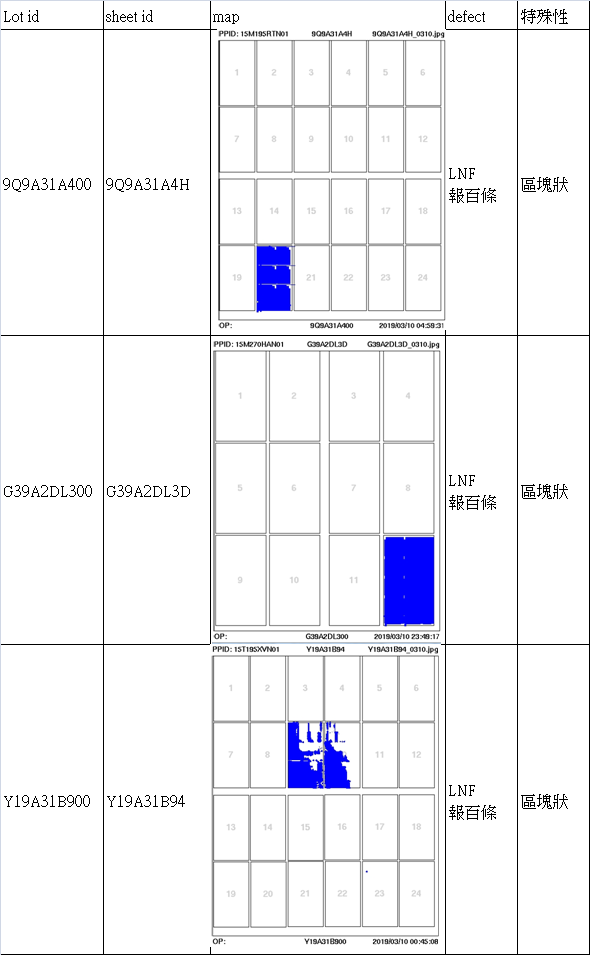 Lot id sheet id map defect 特殊性
PPID: 15M195RTN01 9Q9A31A4H 9Q9A31A4H_0310.jpg
1 2 3 4 5 6
7 8 9 10 11 12
9Q9A31A400 9Q9A31A4H LNF 區塊狀
報百條
13 14 15 16 17 18
19 21 22 23 24
OP: 9Q9A31A400 2019/03/10 04:59:31
PPID: 15M270HAN01 G39A2DL3D G39A2DL3D_0310.jpg
1 2 3 4
5 6 7 8
G39A2DL300 G39A2DL3D LNF 區塊狀
報百條
9 10 11
OP: G39A2DL300 2019/03/10 23:49:17
PPID: 15T195XVN01 Y19A31B94 Y19A31B94_0310.jpg
1 2 3 4 5 6
7 8 11 12
Y19A31B900 Y19A31B94 LNF 區塊狀
報百條
13 14 15 16 17 18
19 20 21 22 23 24
OP: Y19A31B900 2019/03/10 00:45:08